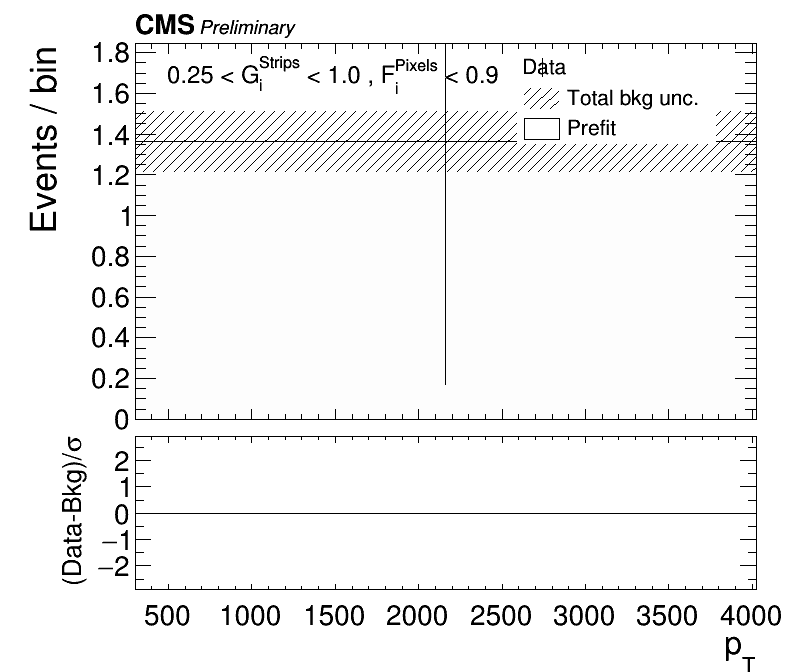 CMS Preliminary
Events / bin
1.8
1.6
1.4
1.2
1
0.8
0.6
0.4
0.2
0
0.25 < G_i^Strips < 1.0 , F_i^Pixels < 0.9
Data
Total bkg unc.
Prefit
(Data-Bkg)/σ
2
1
0
−1
−2
500 1000 1500 2000 2500 3000 3500 4000
p_T